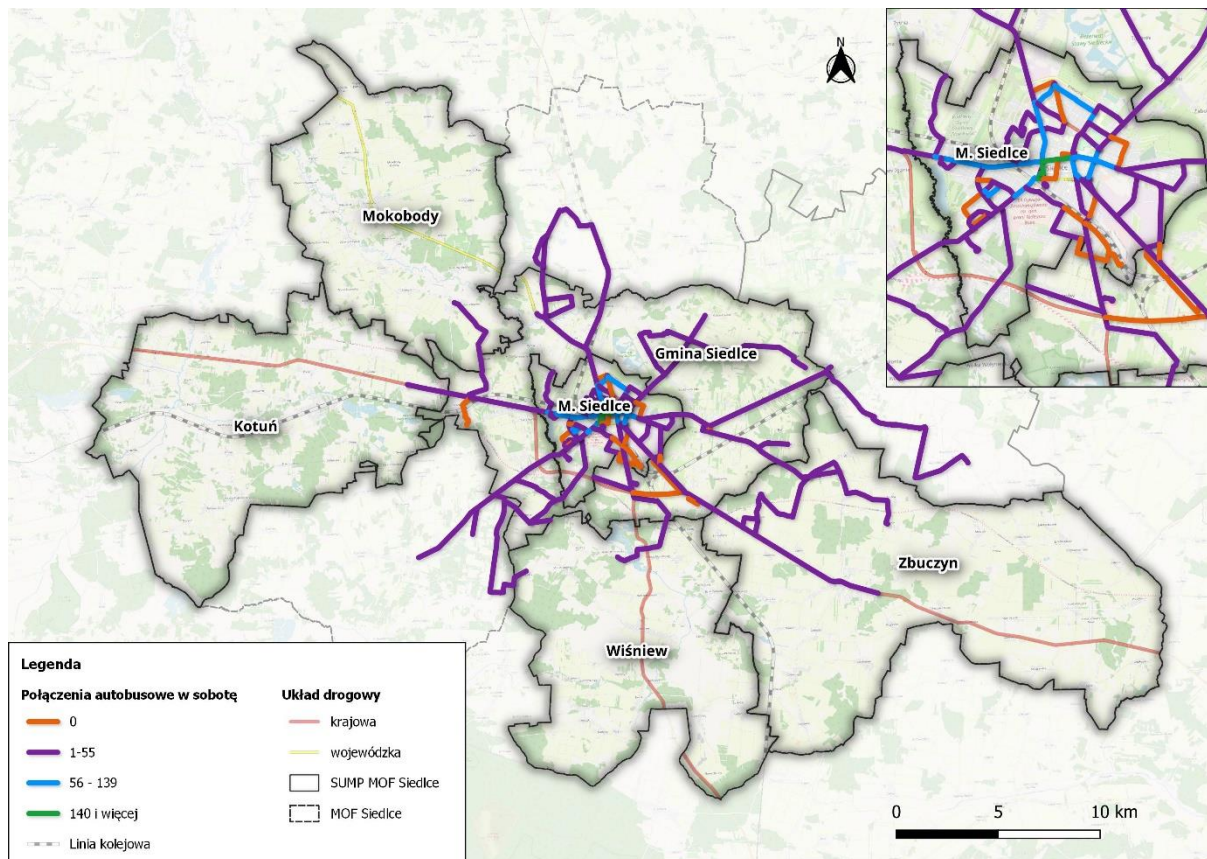 N
M. Siedlce
Mokobody
Gmina Siedlce
M. Siedlce
Kotuń
Zbuczyn
Wiśniew
Legenda
Połączenia autobusowe w sobotę
0
1-55
56 - 139
140 i więcej
Linia kolejowa
Układ drogowy
krajowa
wojewódzka
SUMP MOF Siedlce
MOF Siedlce
0 5 10 km